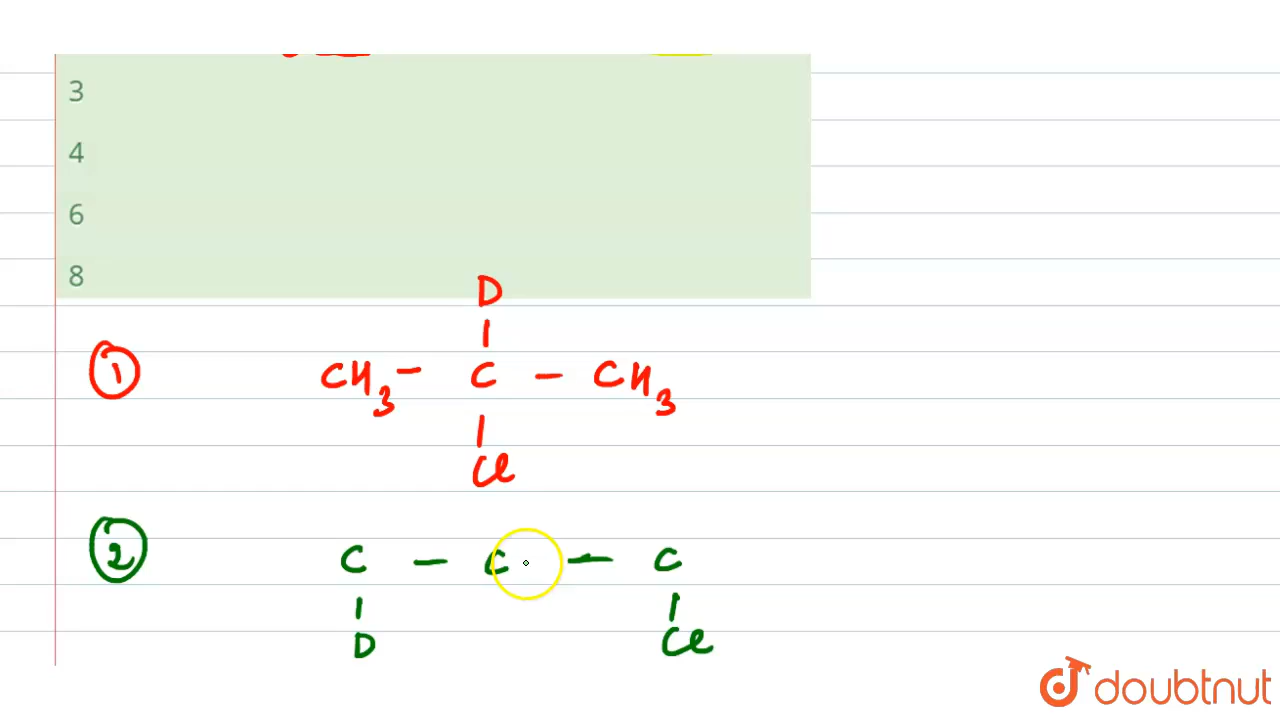 3
4
6
8
D
① CH3 - C - CH3
Cl
② C - C - C
D Cl
doubtnut